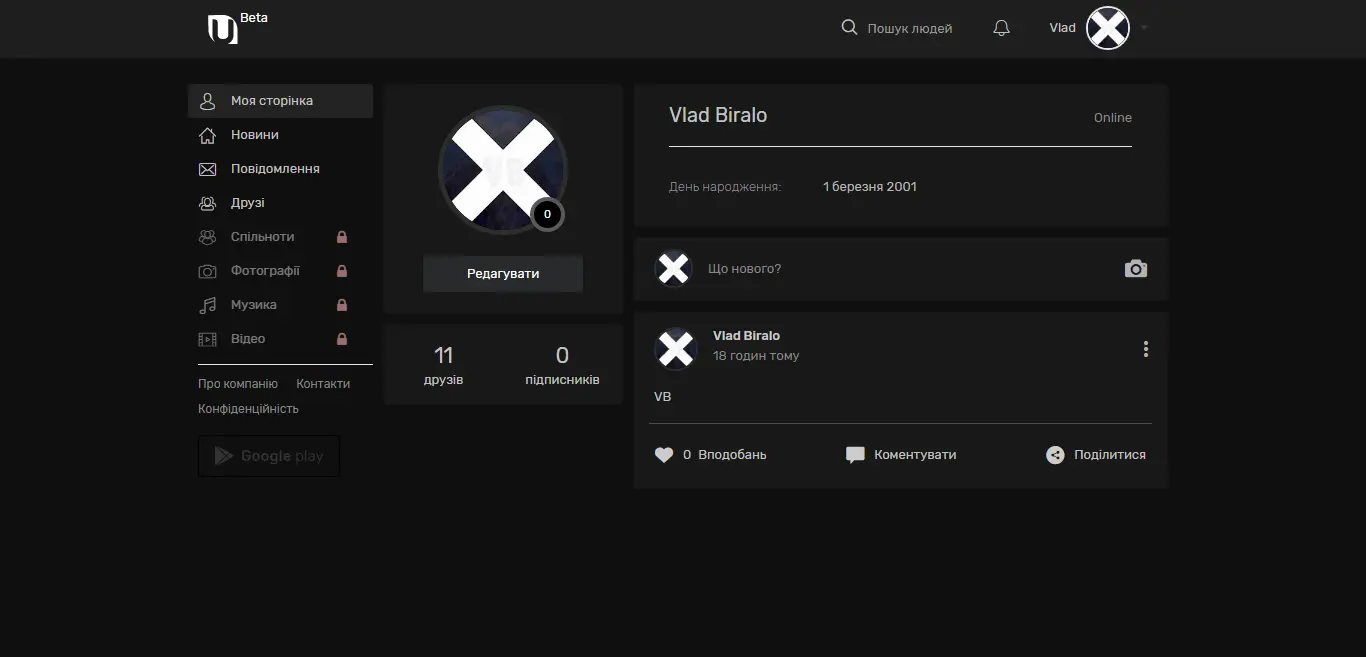 Beta
Пошук людей
Vlad
Моя сторінка
Новини
Повідомлення
Друзі
Спільноти
Фотографії
Музика
Відео
Про компанію Контакти
Конфіденційність
Google play
0
Редагувати
11
друзів
0
підписників
Vlad Biralo
Online
День народження: 1 березня 2001
Що нового?
Vlad Biralo
18 годин тому
VB
0 Вподобань
Коментувати
Поділитися